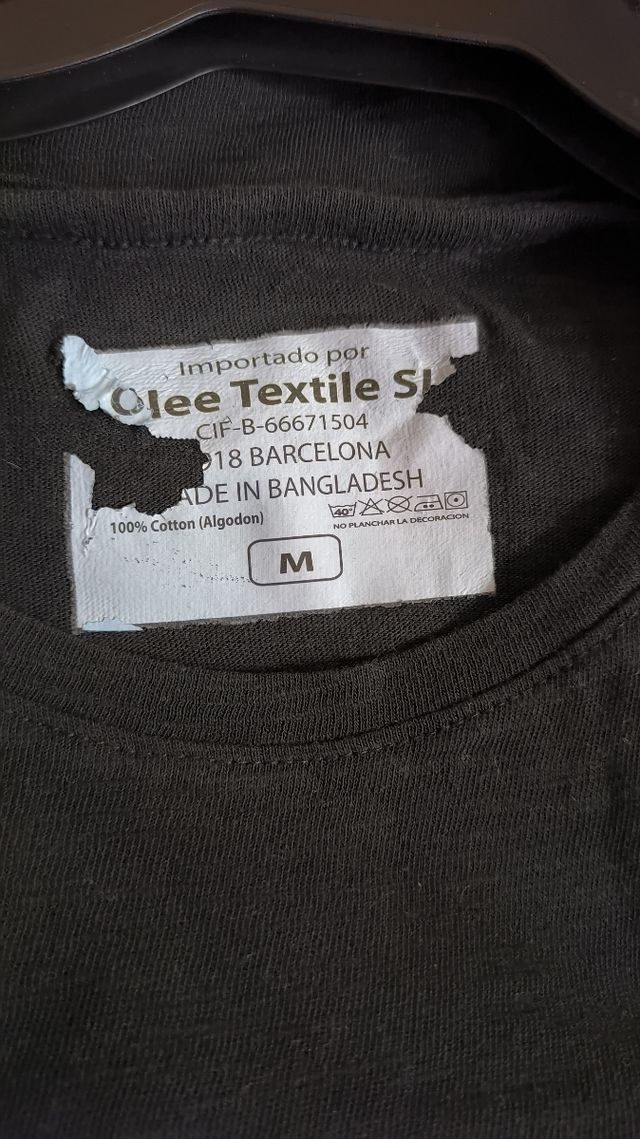 Importado por
Olee Textile SL
CIF-B-66671504
018 BARCELONA
ADE IN BANGLADESH
40°
100% Cotton (Algodon)
NO PLANCHAR LA DECORACION
M